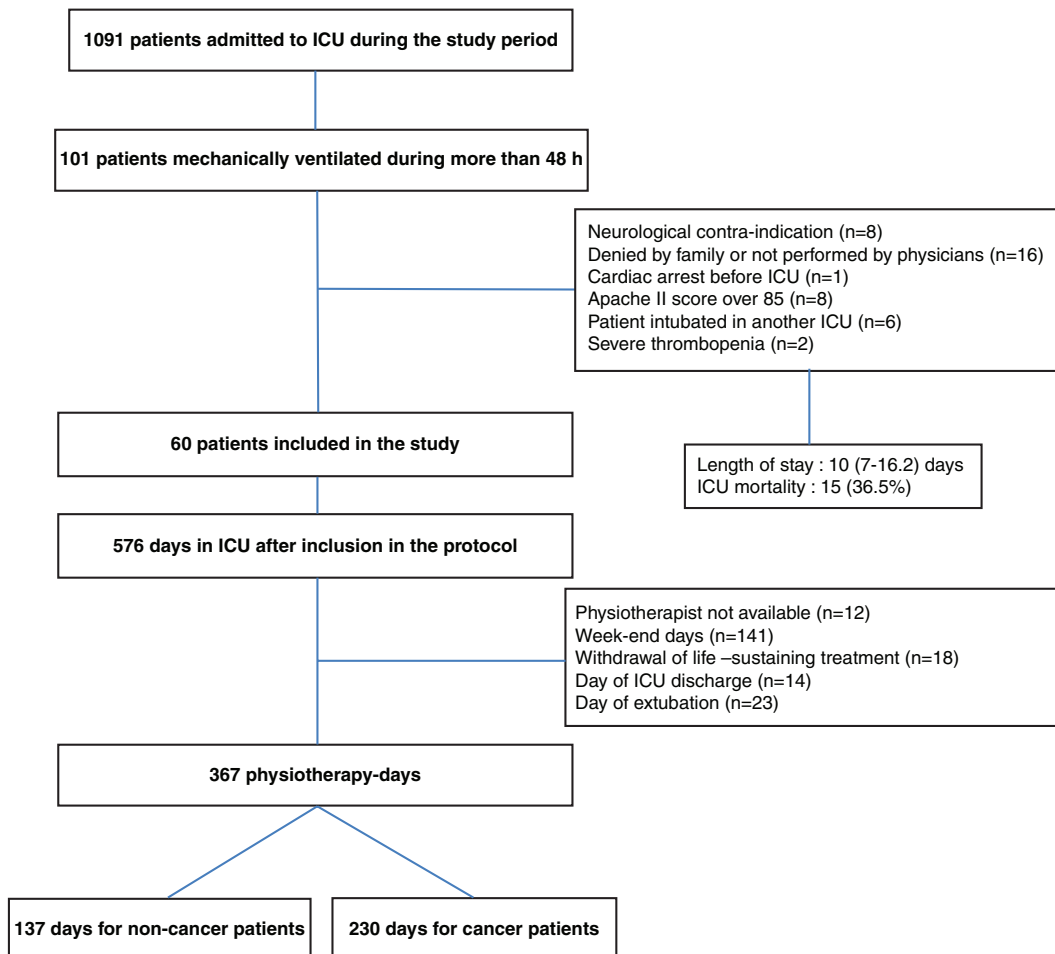 1091 patients admitted to ICU during the study period
101 patients mechanically ventilated during more than 48 h
Neurological contra-indication (n=8)
Denied by family or not performed by physicians (n=16)
Cardiac arrest before ICU (n=1)
Apache II score over 85 (n=8)
Patient intubated in another ICU (n=6)
Severe thrombopenia (n=2)
60 patients included in the study
Length of stay : 10 (7-16.2) days
ICU mortality : 15 (36.5%)
576 days in ICU after inclusion in the protocol
Physiotherapist not available (n=12)
Week-end days (n=141)
Withdrawal of life –sustaining treatment (n=18)
Day of ICU discharge (n=14)
Day of extubation (n=23)
367 physiotherapy-days
137 days for non-cancer patients
230 days for cancer patients